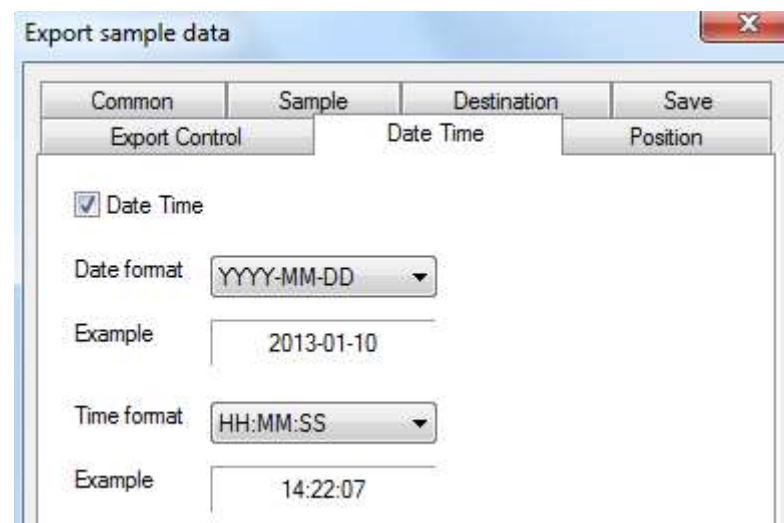 Export sample data
Common Sample Destination Save
Export Control Date Time Position
Date Time
Date format YYYY-MM-DD
Example 2013-01-10
Time format HH:MM:SS
Example 14:22:07